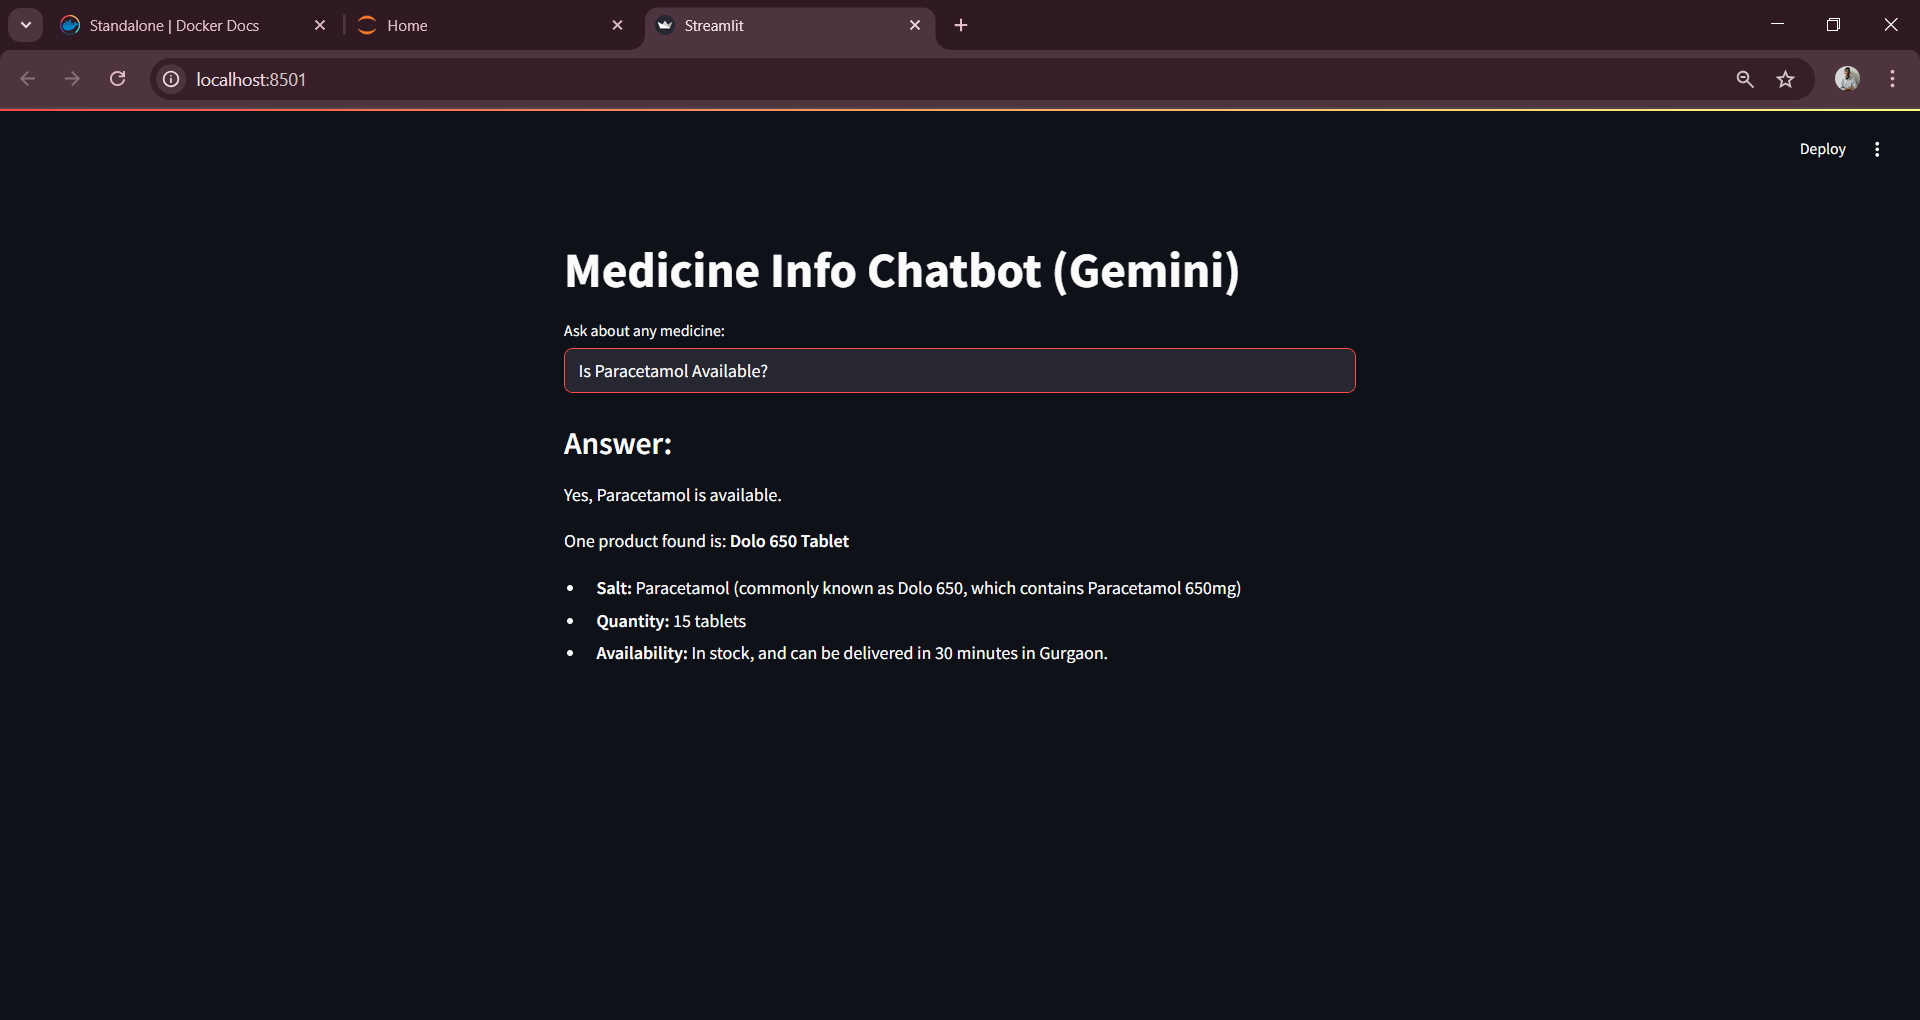 Standalone | Docker Docs
Home
Streamlit
localhost:8501
Deploy
Medicine Info Chatbot (Gemini)
Ask about any medicine:
Is Paracetamol Available?
Answer:
Yes, Paracetamol is available.
One product found is: Dolo 650 Tablet
• Salt: Paracetamol (commonly known as Dolo 650, which contains Paracetamol 650mg)
• Quantity: 15 tablets
• Availability: In stock, and can be delivered in 30 minutes in Gurgaon.